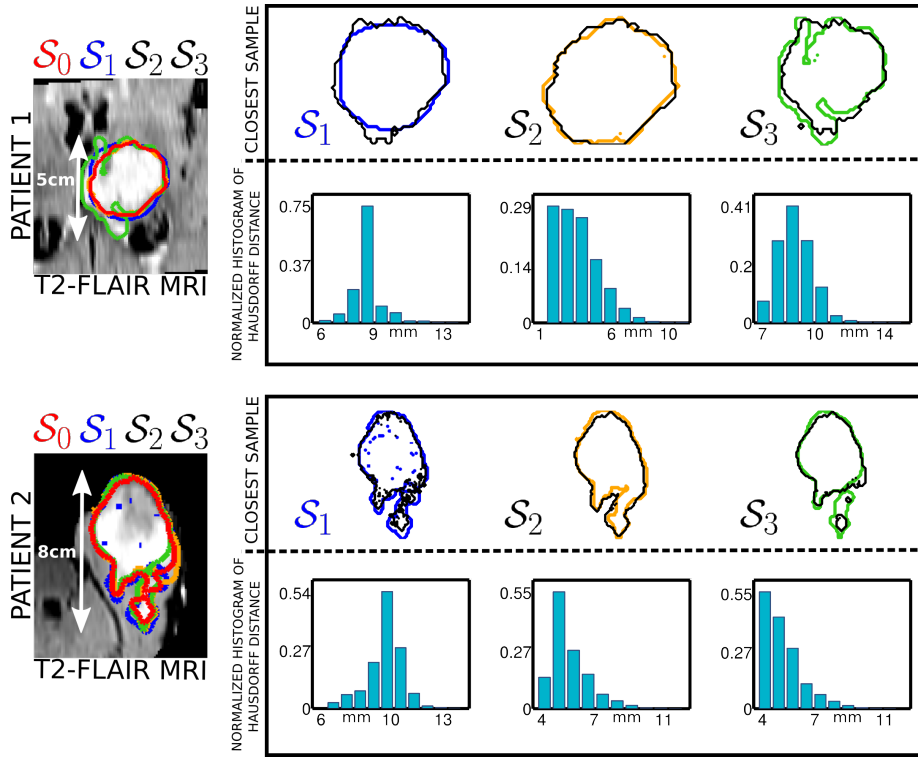 S0 S1 S2 S3
PATIENT 1
5cm
T2-FLAIR MRI
CLOSEST SAMPLE
S1
S2
S3
NORMALIZED HISTOGRAM OF
HAUSDORFF DISTANCE
0.75
0.37
0
6 9 mm 13
0.29
0.14
0
1 6 mm 10
0.41
0.2
0
7 10 mm 14
S0 S1 S2 S3
PATIENT 2
8cm
T2-FLAIR MRI
CLOSEST SAMPLE
S1
S2
S3
NORMALIZED HISTOGRAM OF
HAUSDORFF DISTANCE
0.54
0.27
0
6 mm 10 13
0.55
0.27
0
4 7 mm 11
0.55
0.27
0
4 7 mm 11